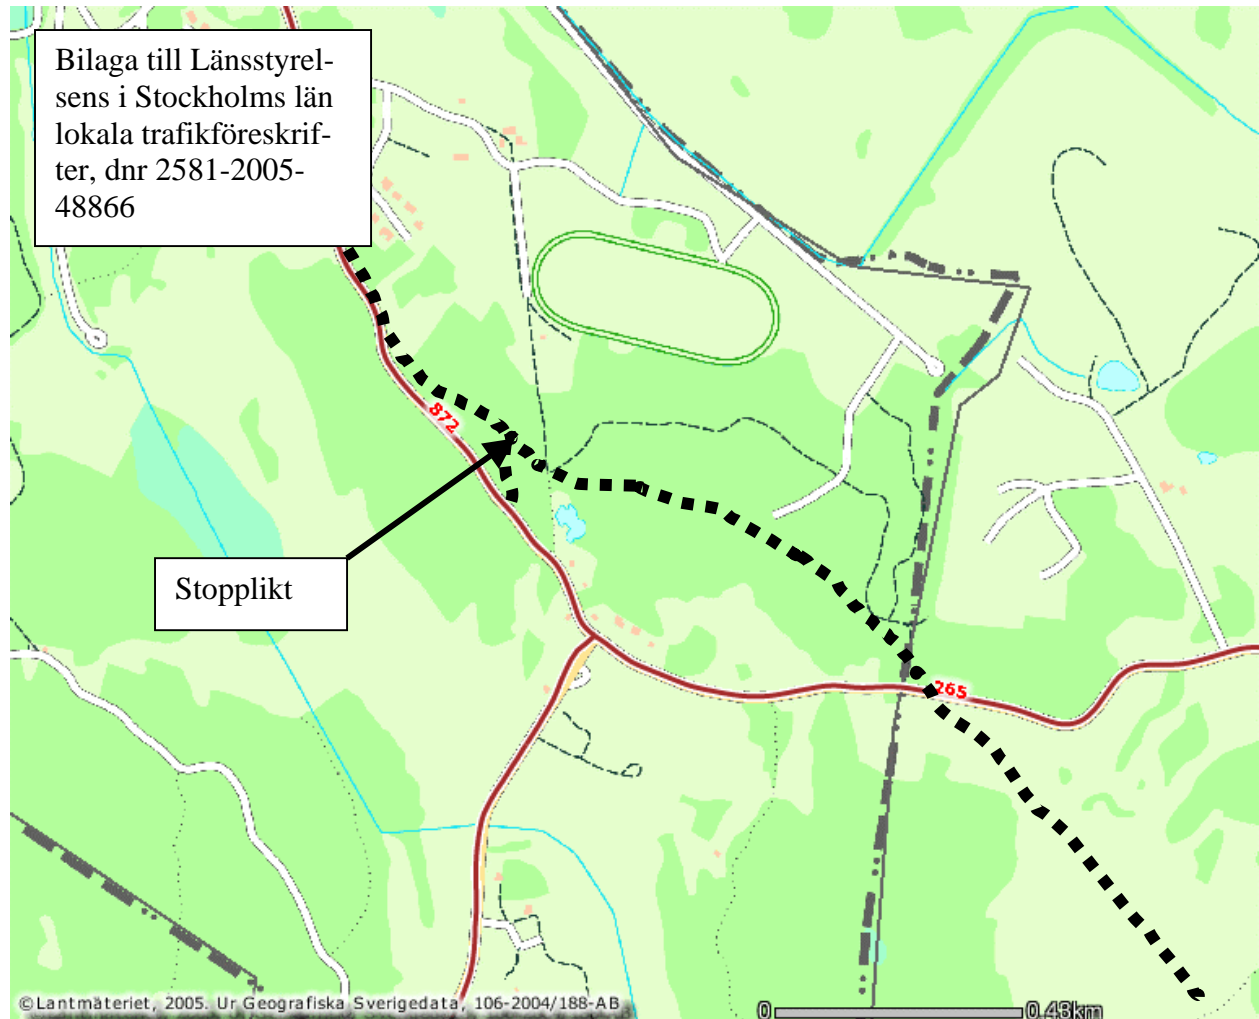 Bilaga till Länsstyrel-
sens i Stockholms län
lokala trafikföreskrif-
ter, dnr 2581-2005-
48866
872
Stopplikt
265
©Lantmäteriet, 2005. Ur Geografiska Sverigedata, 106-2004/188-AB
0 0.48km